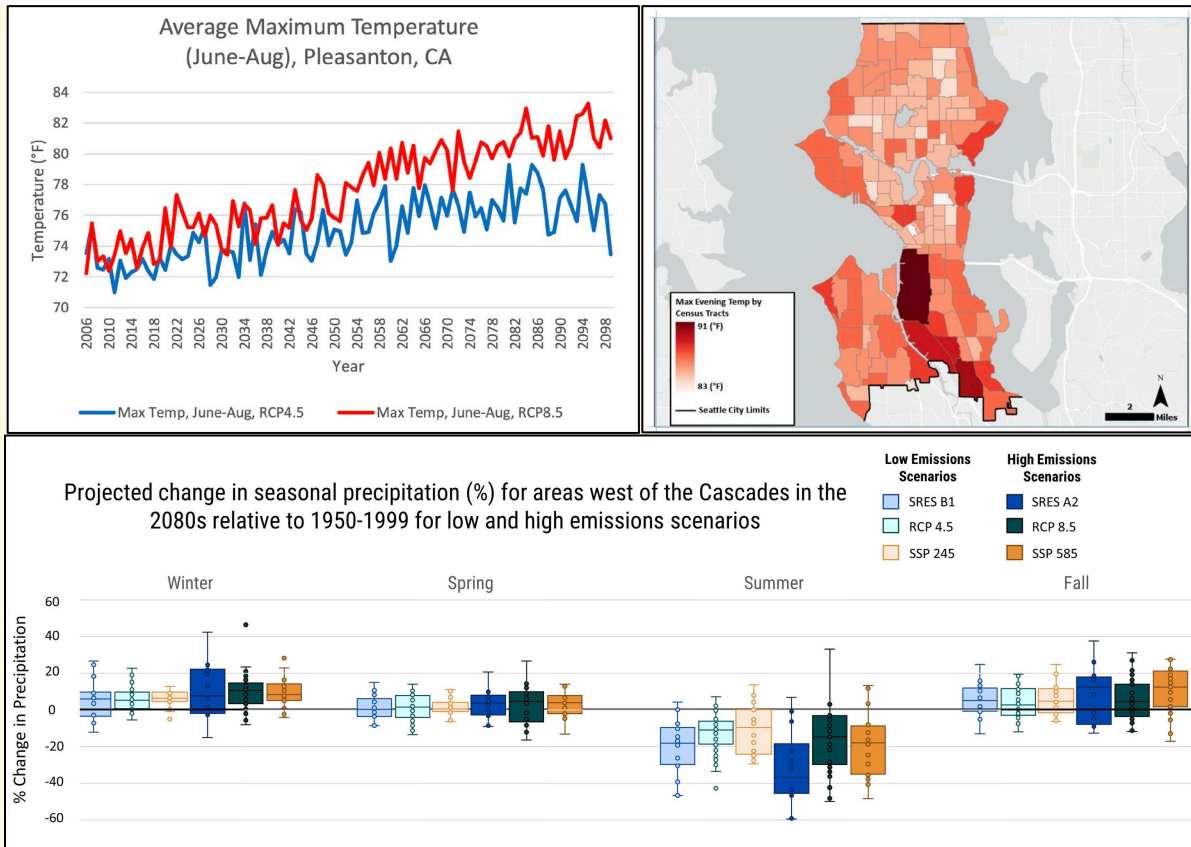 Average Maximum Temperature
(June-Aug), Pleasanton, CA
84
82
80
78
76
74
72
70
Temperature (°F)
2006
2010
2014
2018
2022
2026
2030
2034
2038
2042
2046
2050
2054
2058
2062
2066
2070
2074
2078
2082
2086
2090
2094
2098
Year
Max Temp, June-Aug, RCP4.5
Max Temp, June-Aug, RCP8.5
Max Evening Temp by
Census Tracts
91 (°F)
83 (°F)
Seattle City Limits
N
2
Miles
Projected change in seasonal precipitation (%) for areas west of the Cascades in the
2080s relative to 1950-1999 for low and high emissions scenarios
Low Emissions
Scenarios
SRES B1
RCP 4.5
SSP 245
High Emissions
Scenarios
SRES A2
RCP 8.5
SSP 585
Winter
Spring
Summer
Fall
% Change in Precipitation
60
40
20
0
-20
-40
-60